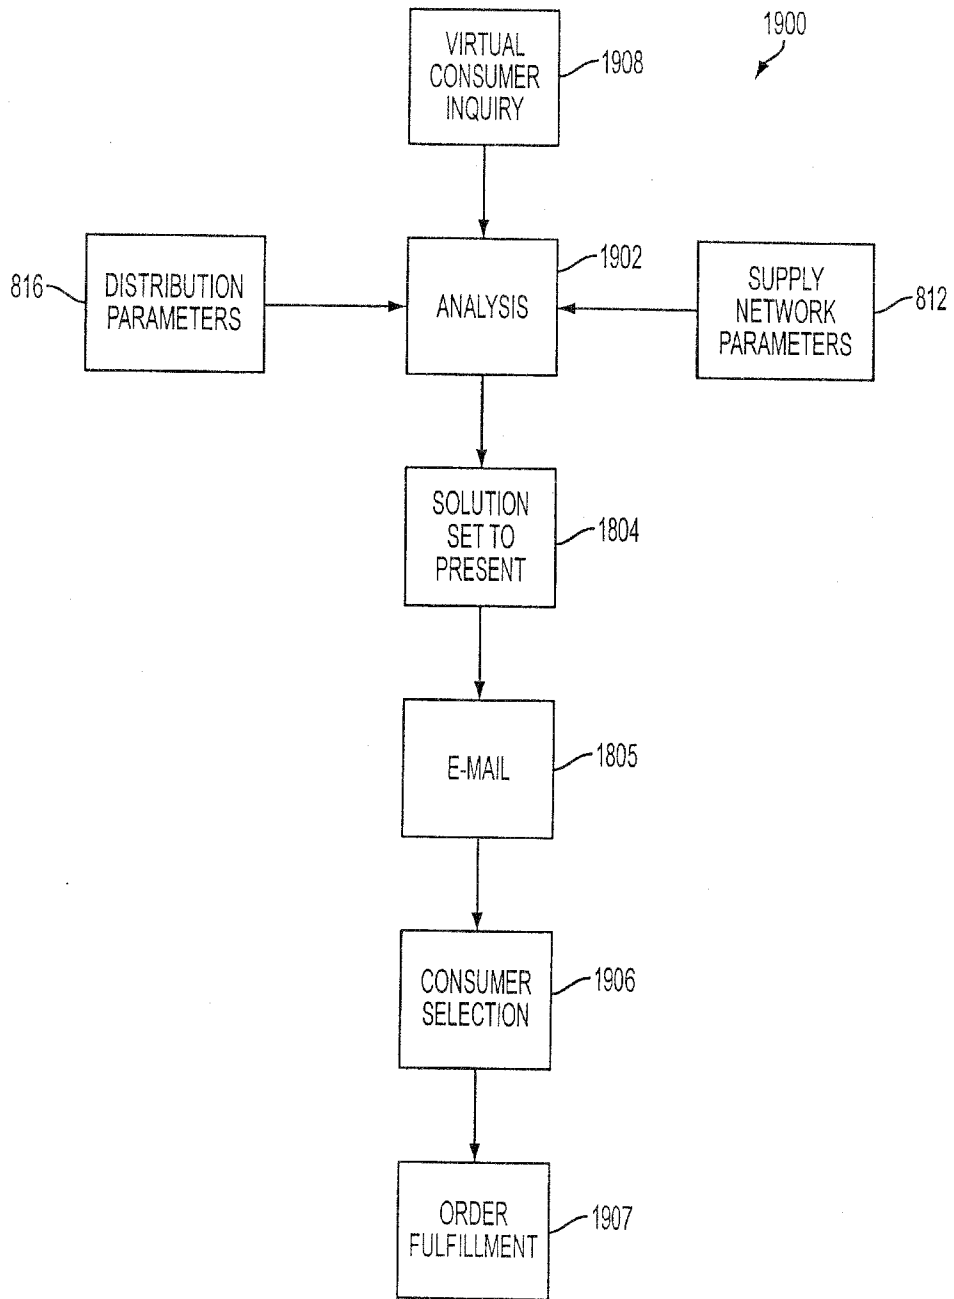 1900
VIRTUAL
CONSUMER
INQUIRY
1908
816
DISTRIBUTION
PARAMETERS
ANALYSIS
1902
SUPPLY
NETWORK
PARAMETERS
812
SOLUTION
SET TO
PRESENT
1804
E-MAIL
1805
CONSUMER
SELECTION
1906
ORDER
FULFILLMENT
1907